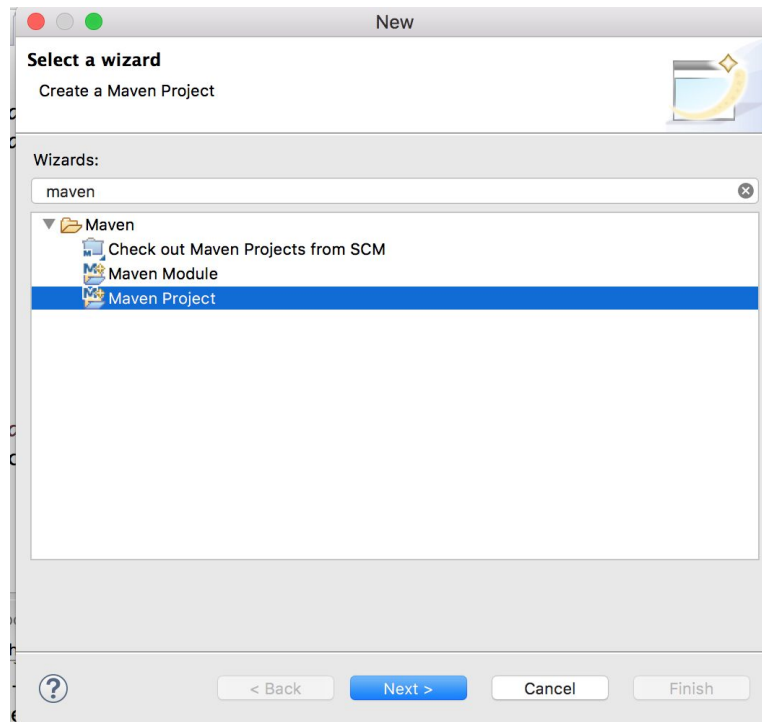 New
Select a wizard
Create a Maven Project
Wizards:
maven
Maven
Check out Maven Projects from SCM
Maven Module
Maven Project
?
< Back Next > Cancel Finish